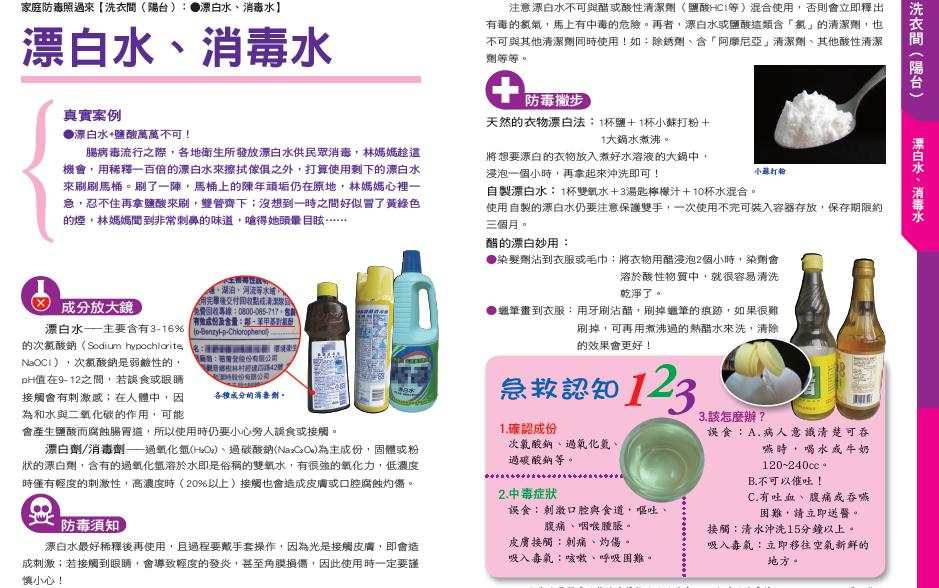 家庭防毒照過來【洗衣間（陽台）：●漂白水、消毒水】
漂白水、消毒水
真實案例
●漂白水+鹽酸萬萬不可！
腸病毒流行之際，各地衛生所發放漂白水供民眾消毒，林媽媽趁這
機會，用稀釋一百倍的漂白水來擦拭傢俱之外，打算使用剩下的漂白水
來刷刷馬桶。刷了一陣，馬桶上的陳年頑垢仍在原地，林媽媽心裡一
急，忍不住再拿鹽酸來刷，雙管齊下；沒想到一時之間好似冒了黃綠色
的煙，林媽媽聞到非常刺鼻的味道，嗆得她頭暈目眩⋯⋯
成分放大鏡
漂白水──主要含有3-16%
的次氯酸鈉（Sodium hypochlorite,
NaOCl），次氯酸鈉是弱鹼性的，
pH值在9-12之間，若誤食或眼睛
接觸會有刺激感；在人體中，因
為和水與二氧化碳的作用，可能
會產生鹽酸而腐蝕腸胃道，所以使用時仍要小心旁人誤食或接觸。
各種成分的消毒劑。
漂白劑/消毒劑──過氧化氫(H₂O₂)、過碳酸鈉(Na₂C₂O₆)為主成份，固體或粉
狀的漂白劑，含有的過氧化氫溶於水即是俗稱的雙氧水，有很強的氧化力，低濃度
時僅有輕度的刺激性，高濃度時（20%以上）接觸也會造成皮膚或口腔腐蝕灼傷。
防毒須知
漂白水最好稀釋後再使用，且過程要戴手套操作，因為光是接觸皮膚，即會造
成刺激；若接觸到眼睛，會導致輕度的發炎，甚至角膜損傷，因此使用時一定要謹
慎小心！
注意漂白水不可與醋或酸性清潔劑（鹽酸HCl等）混合使用，否則會立即釋出
有毒的氯氣，馬上有中毒的危險。再者，漂白水或鹽酸這類含「氯」的清潔劑，也
不可與其他清潔劑同時使用！如：除銹劑、含「阿摩尼亞」清潔劑、其他酸性清潔
劑等等。
防毒撇步
天然的衣物漂白法：1杯鹽＋1杯小蘇打粉＋
1大鍋水煮沸。
將想要漂白的衣物放入煮好水溶液的大鍋中，
浸泡一個小時，再拿起來沖洗即可！
小蘇打粉
自製漂白水：1杯雙氧水+3湯匙檸檬汁＋10杯水混合。
使用自製的漂白水仍要注意保護雙手，一次使用不完可裝入容器存放，保存期限約
三個月。
醋的漂白妙用：
●染髮劑沾到衣服或毛巾：將衣物用醋浸泡2個小時，染劑會
溶於酸性物質中，就很容易清洗
乾淨了。
●蠟筆畫到衣服：用牙刷沾醋，刷掉蠟筆的痕跡，如果很難
刷掉，可再用煮沸過的熱醋水來洗，清除
的效果會更好！
急救認知123
1.確認成份
次氯酸鈉、過氧化氫、
過碳酸鈉等。
2.中毒症狀
誤食：刺激口腔與食道，嘔吐、
腹痛、咽喉腫脹。
皮膚接觸：刺痛、灼傷。
吸入毒氣：咳嗽、呼吸困難。
3.該怎麼辦？
誤食：A.病人意識清楚可吞
嚥時，喝水或牛奶
120~240cc。
B.不可以催吐！
C.有吐血、腹痛或吞嚥
困難，請立即送醫。
接觸：清水沖洗15分鐘以上。
吸入毒氣：立即移往空氣新鮮的
地方。
洗衣間（陽台）
漂白水、消毒水